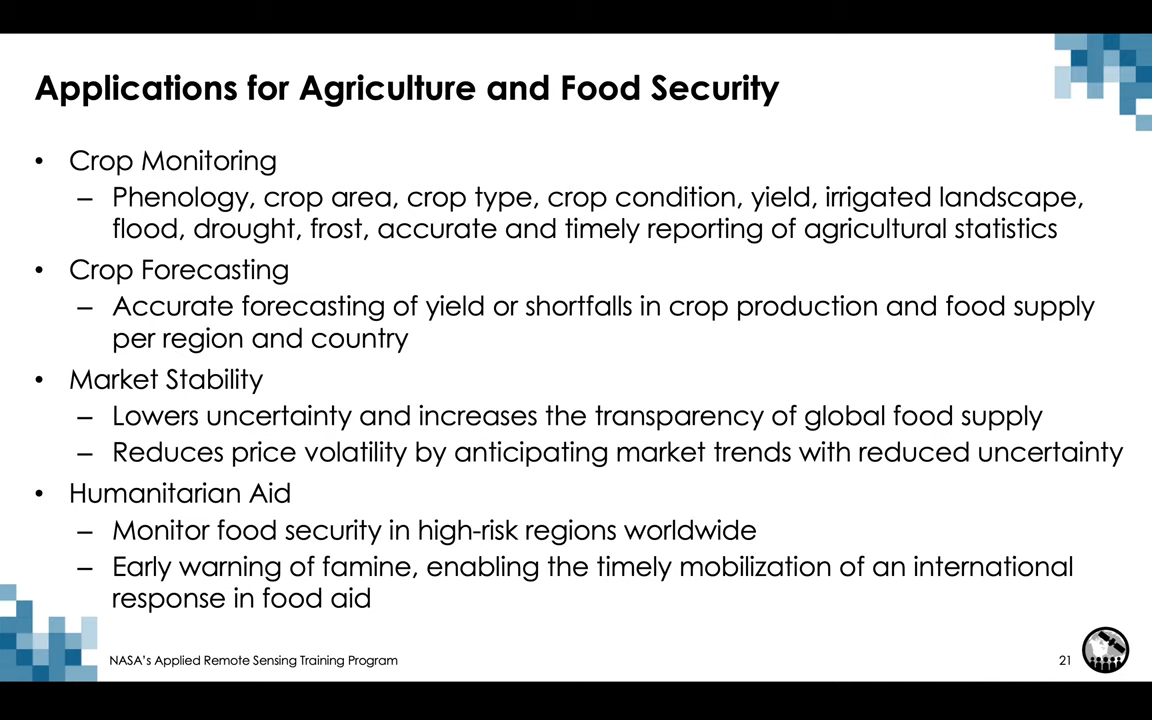 Applications for Agriculture and Food Security
• Crop Monitoring
– Phenology, crop area, crop type, crop condition, yield, irrigated landscape,
flood, drought, frost, accurate and timely reporting of agricultural statistics
• Crop Forecasting
– Accurate forecasting of yield or shortfalls in crop production and food supply
per region and country
• Market Stability
– Lowers uncertainty and increases the transparency of global food supply
– Reduces price volatility by anticipating market trends with reduced uncertainty
• Humanitarian Aid
– Monitor food security in high-risk regions worldwide
– Early warning of famine, enabling the timely mobilization of an international
response in food aid
NASA's Applied Remote Sensing Training Program
21